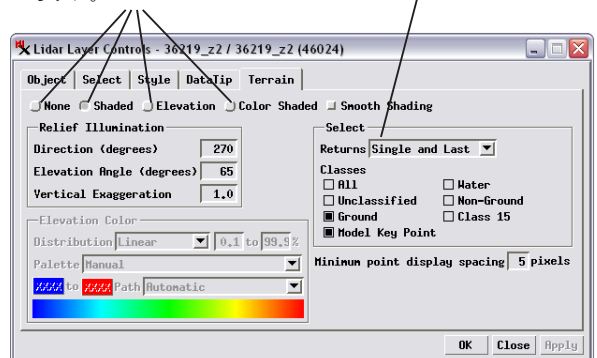 Lidar Layer Controls - 36219_z2 / 36219_z2 (46024)
Object Select Style DataTip Terrain
None Shaded Elevation Color Shaded Smooth Shading
Relief Illumination
Direction (degrees) 270
Elevation Angle (degrees) 65
Vertical Exaggeration 1.0
Elevation Color
Distribution Linear 0.1 to 99.9 %
Palette Manual
to Path Automatic
Select
Returns Single and Last
Classes
All Water
Unclassified Non-Ground
Ground Class 15
Model Key Point
Minimum point display spacing 5 pixels
OK Close Apply